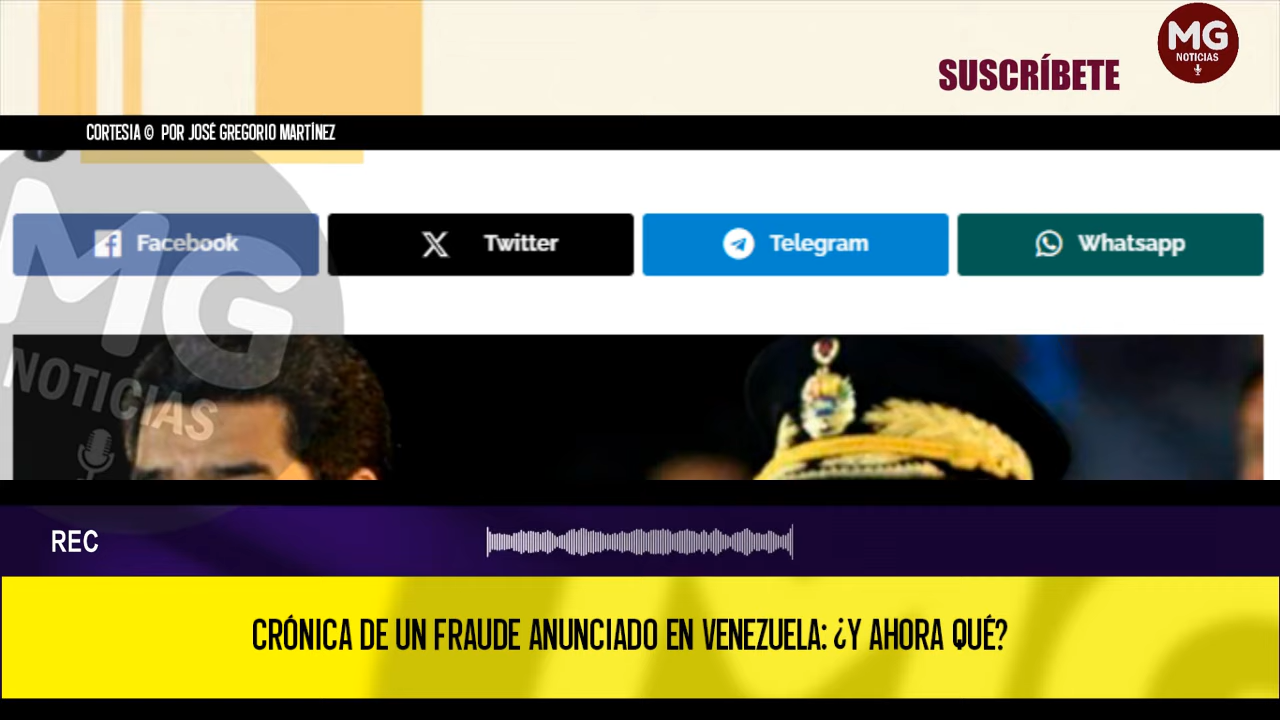 MG
NOTICIAS
SUSCRÍBETE
CORTESIA © POR JOSÉ GREGORIO MARTÍNEZ
MG
NOTICIAS
Facebook
Twitter
Telegram
Whatsapp
REC
CRÓNICA DE UN FRAUDE ANUNCIADO EN VENEZUELA: ¿Y AHORA QUÉ?